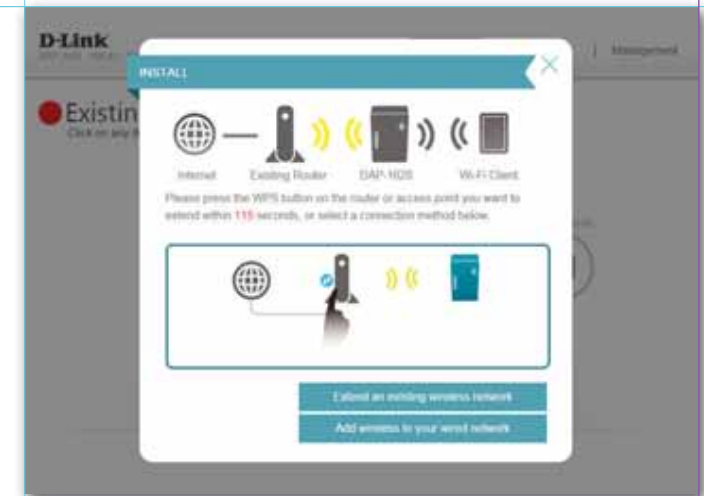 D-Link
Management
INSTALL
Existin
Click on any
Internet
Existing Router
DAP-1620
Wi-Fi Client
Please press the WPS button on the router or access point you want to
extend within 115 seconds, or select a connection method below.
Extend an existing wireless network
Add wireless to your wired network